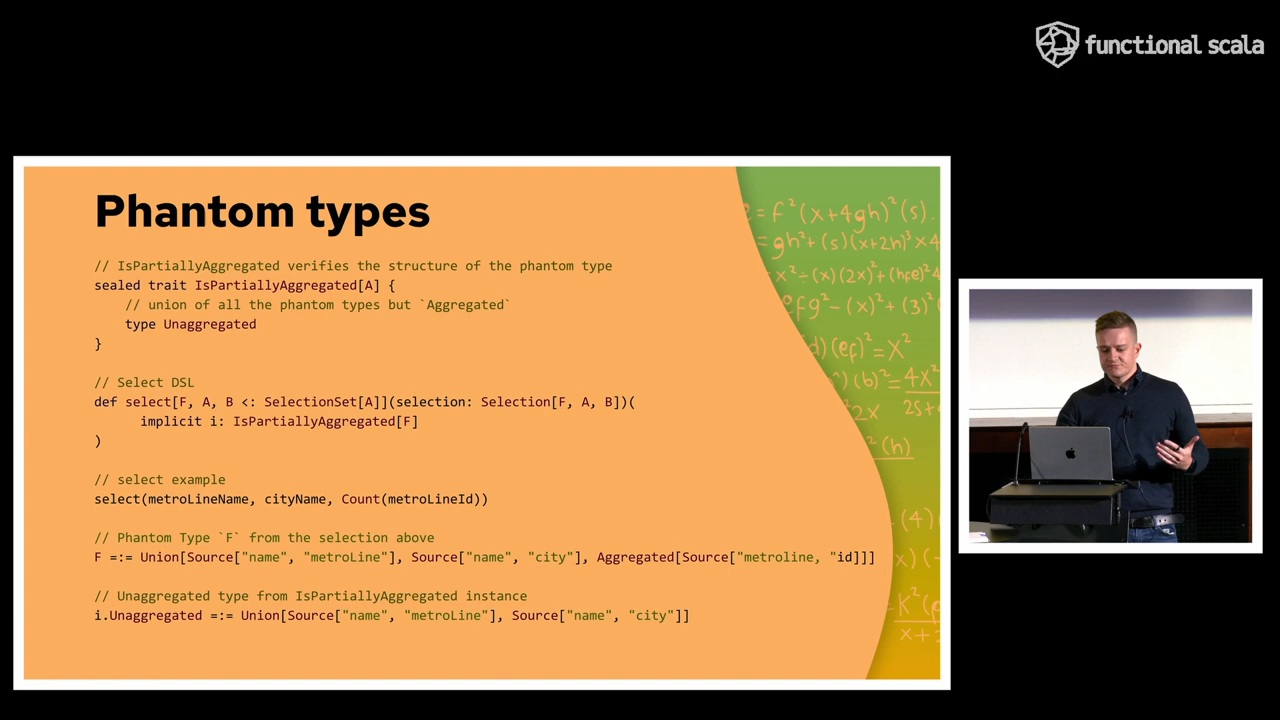 functional scala
Phantom types
// IsPartiallyAggregated verifies the structure of the phantom type
sealed trait IsPartiallyAggregated[A] {
// union of all the phantom types but `Aggregated`
type Unaggregated
}
// Select DSL
def select[F, A, B <: SelectionSet[A]](selection: Selection[F, A, B])(
implicit i: IsPartiallyAggregated[F]
)
// select example
select(metroLineName, cityName, Count(metroLineId))
// Phantom Type `F` from the selection above
F =:= Union[Source["name", "metroLine"], Source["name", "city"], Aggregated[Source["metroline, "id]]]
// Unaggregated type from IsPartiallyAggregated instance
i.Unaggregated =:= Union[Source["name", "metroLine"], Source["name", "city"]]